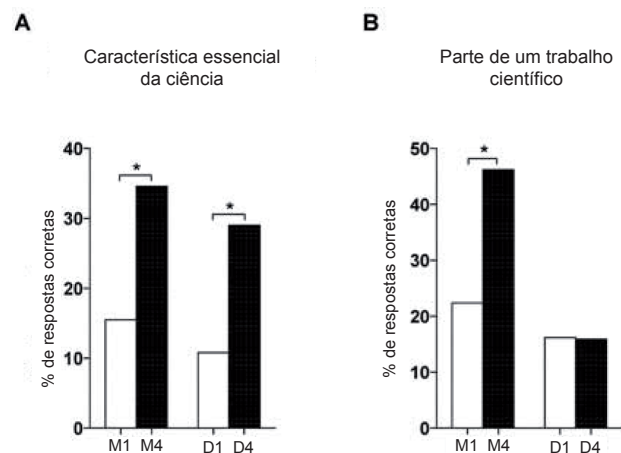 A
Característica essencial
da ciência
% de respostas corretas
40
30
20
10
0
*
*
M1 M4 D1 D4
B
Parte de um trabalho
científico
% de respostas corretas
50
40
30
20
10
0
*
M1 M4 D1 D4